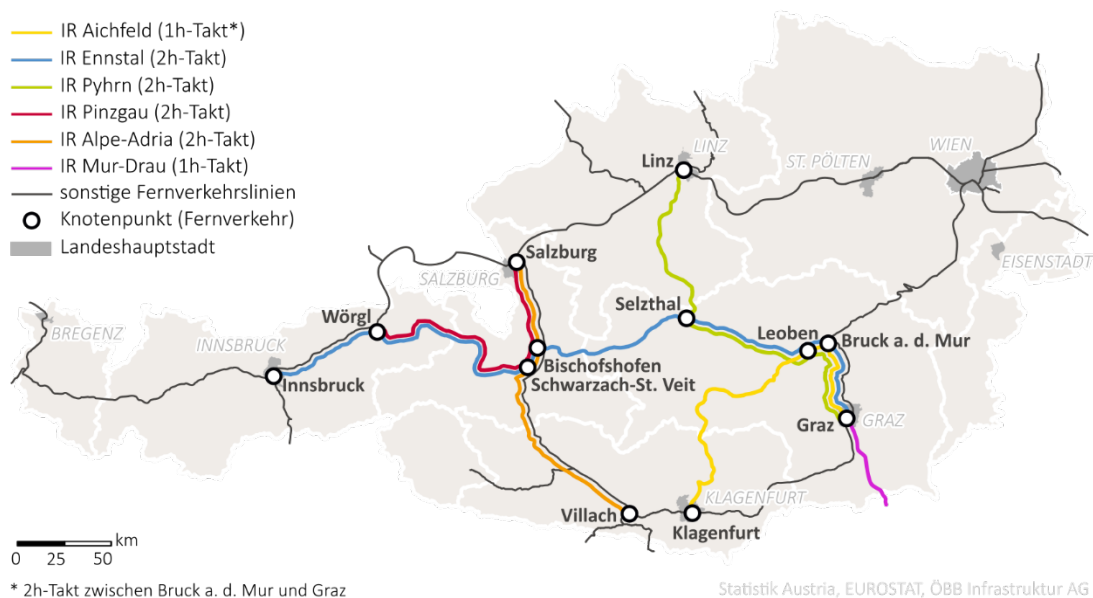 IR Aichfeld (1h-Takt*)
IR Ennstal (2h-Takt)
IR Pyhrn (2h-Takt)
IR Pinzgau (2h-Takt)
IR Alpe-Adria (2h-Takt)
IR Mur-Drau (1h-Takt)
sonstige Fernverkehrslinien
Knotenpunkt (Fernverkehr)
Landeshauptstadt
LINZ
Linz
ST. PÖLTEN
WIEN
Salzburg
SALZBURG
EISENSTADT
Selzthal
Wörgl
BREGENZ
INNSBRUCK
Leoben
Bruck a. d. Mur
Bischofshofen
Innsbruck
Schwarzach-St. Veit
Graz
GRAZ
KLAGENFURT
Villach
Klagenfurt
km
0 25 50
* 2h-Takt zwischen Bruck a. d. Mur und Graz
Statistik Austria, EUROSTAT, ÖBB Infrastruktur AG